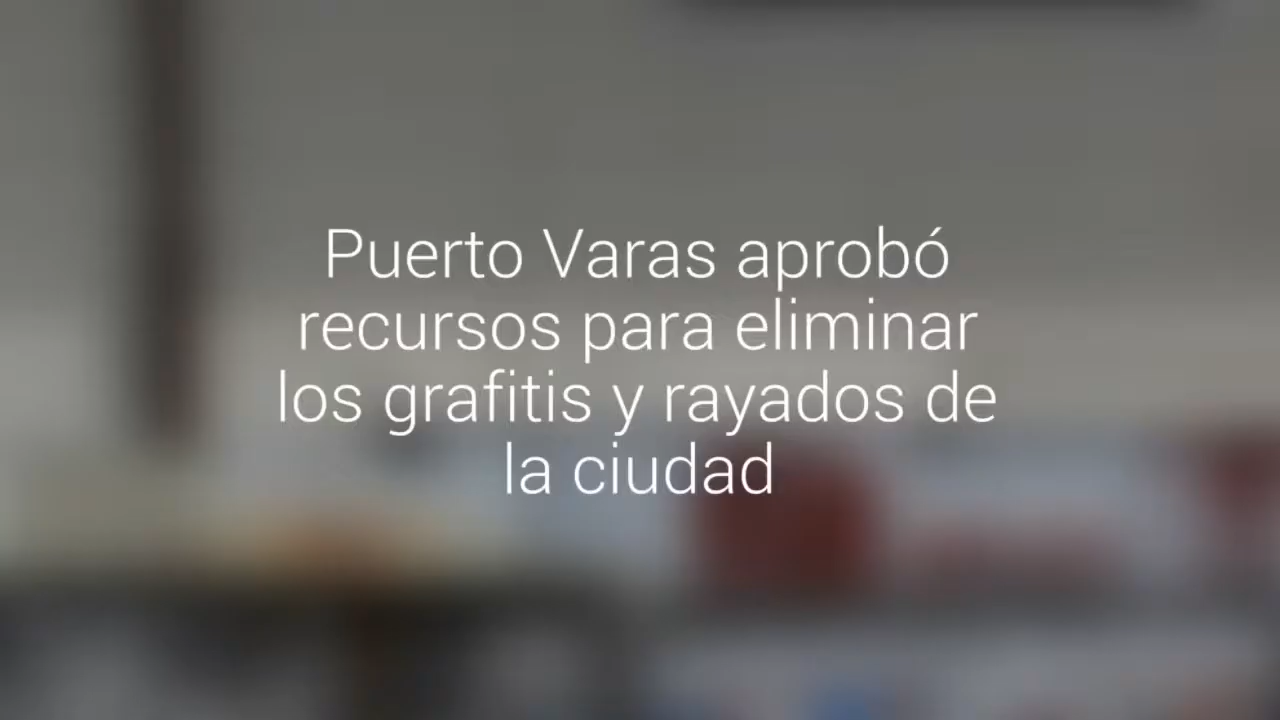 Puerto Varas aprobó
recursos para eliminar
los grafitis y rayados de
la ciudad